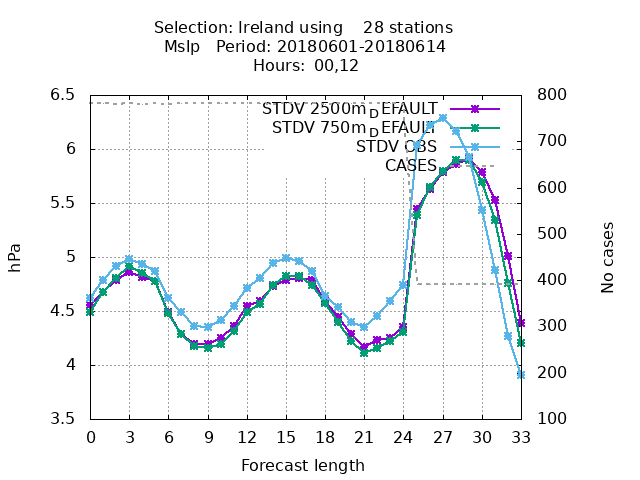 Selection: Ireland using    28 stations
Mslp   Period: 20180601-20180614
Hours:  00,12
6.5
6
5.5
5
4.5
4
3.5
hPa
800
700
600
500
400
300
200
100
No cases
STDV 2500mDEFAULT
STDV 750mDEFAULT
STDV OBS
CASES
0 3 6 9 12 15 18 21 24 27 30 33
Forecast length